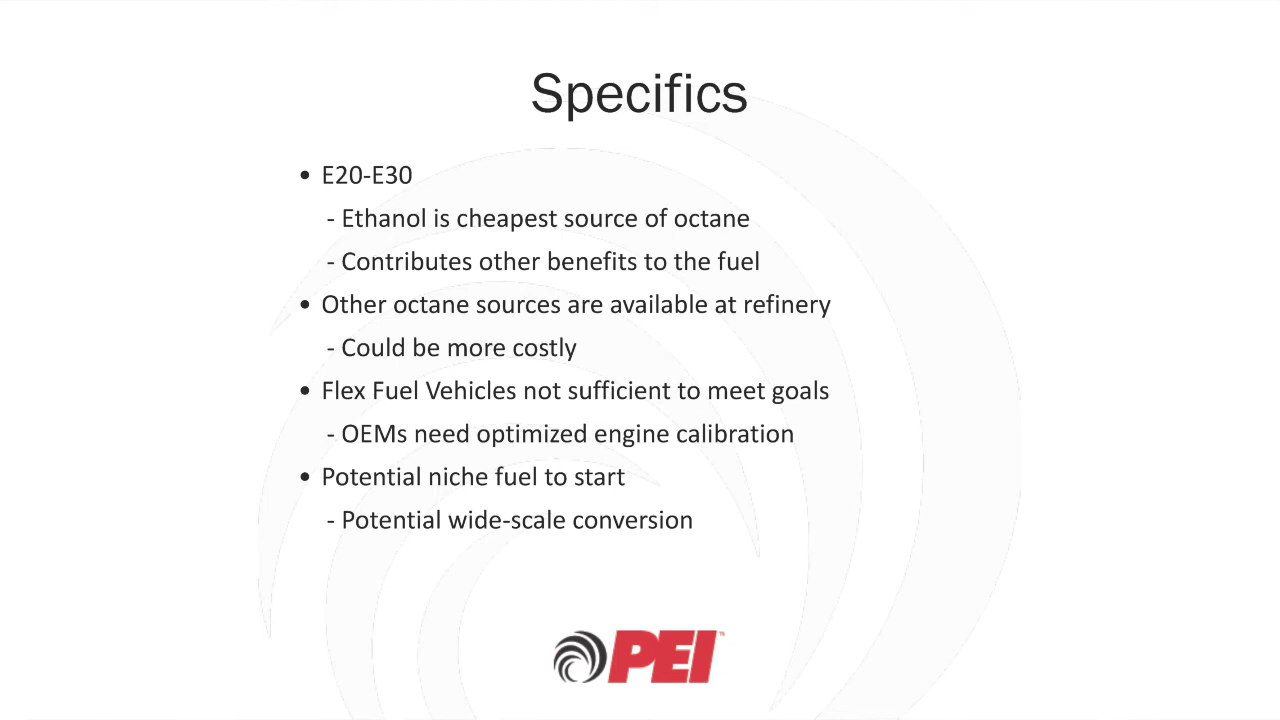 Specifics
• E20-E30
- Ethanol is cheapest source of octane
- Contributes other benefits to the fuel
• Other octane sources are available at refinery
- Could be more costly
• Flex Fuel Vehicles not sufficient to meet goals
- OEMs need optimized engine calibration
• Potential niche fuel to start
- Potential wide-scale conversion
PEI™